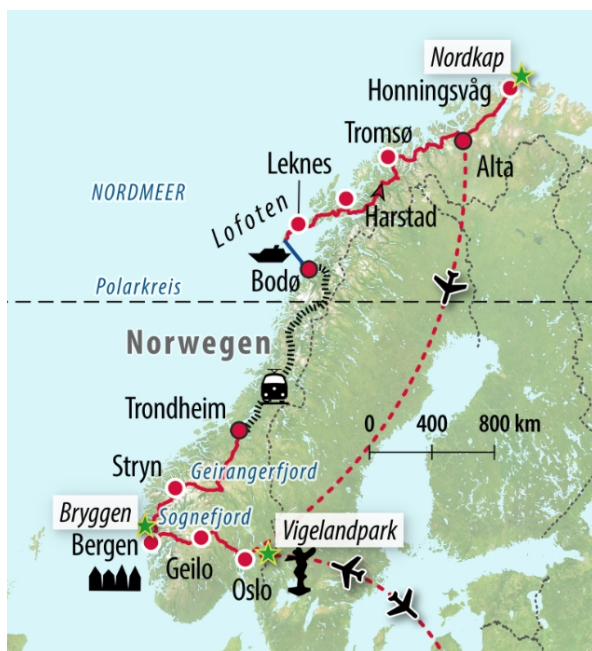 Nordkap
Honningsvåg
Tromsø
Alta
Leknes
NORDMEER
Lofoten
Harstad
Bodø
Polarkreis
Norwegen
Trondheim
0 400 800 km
Stryn
Geirangerfjord
Bryggen
Sognefjord
Vigelandpark
Bergen
Geilo
Oslo